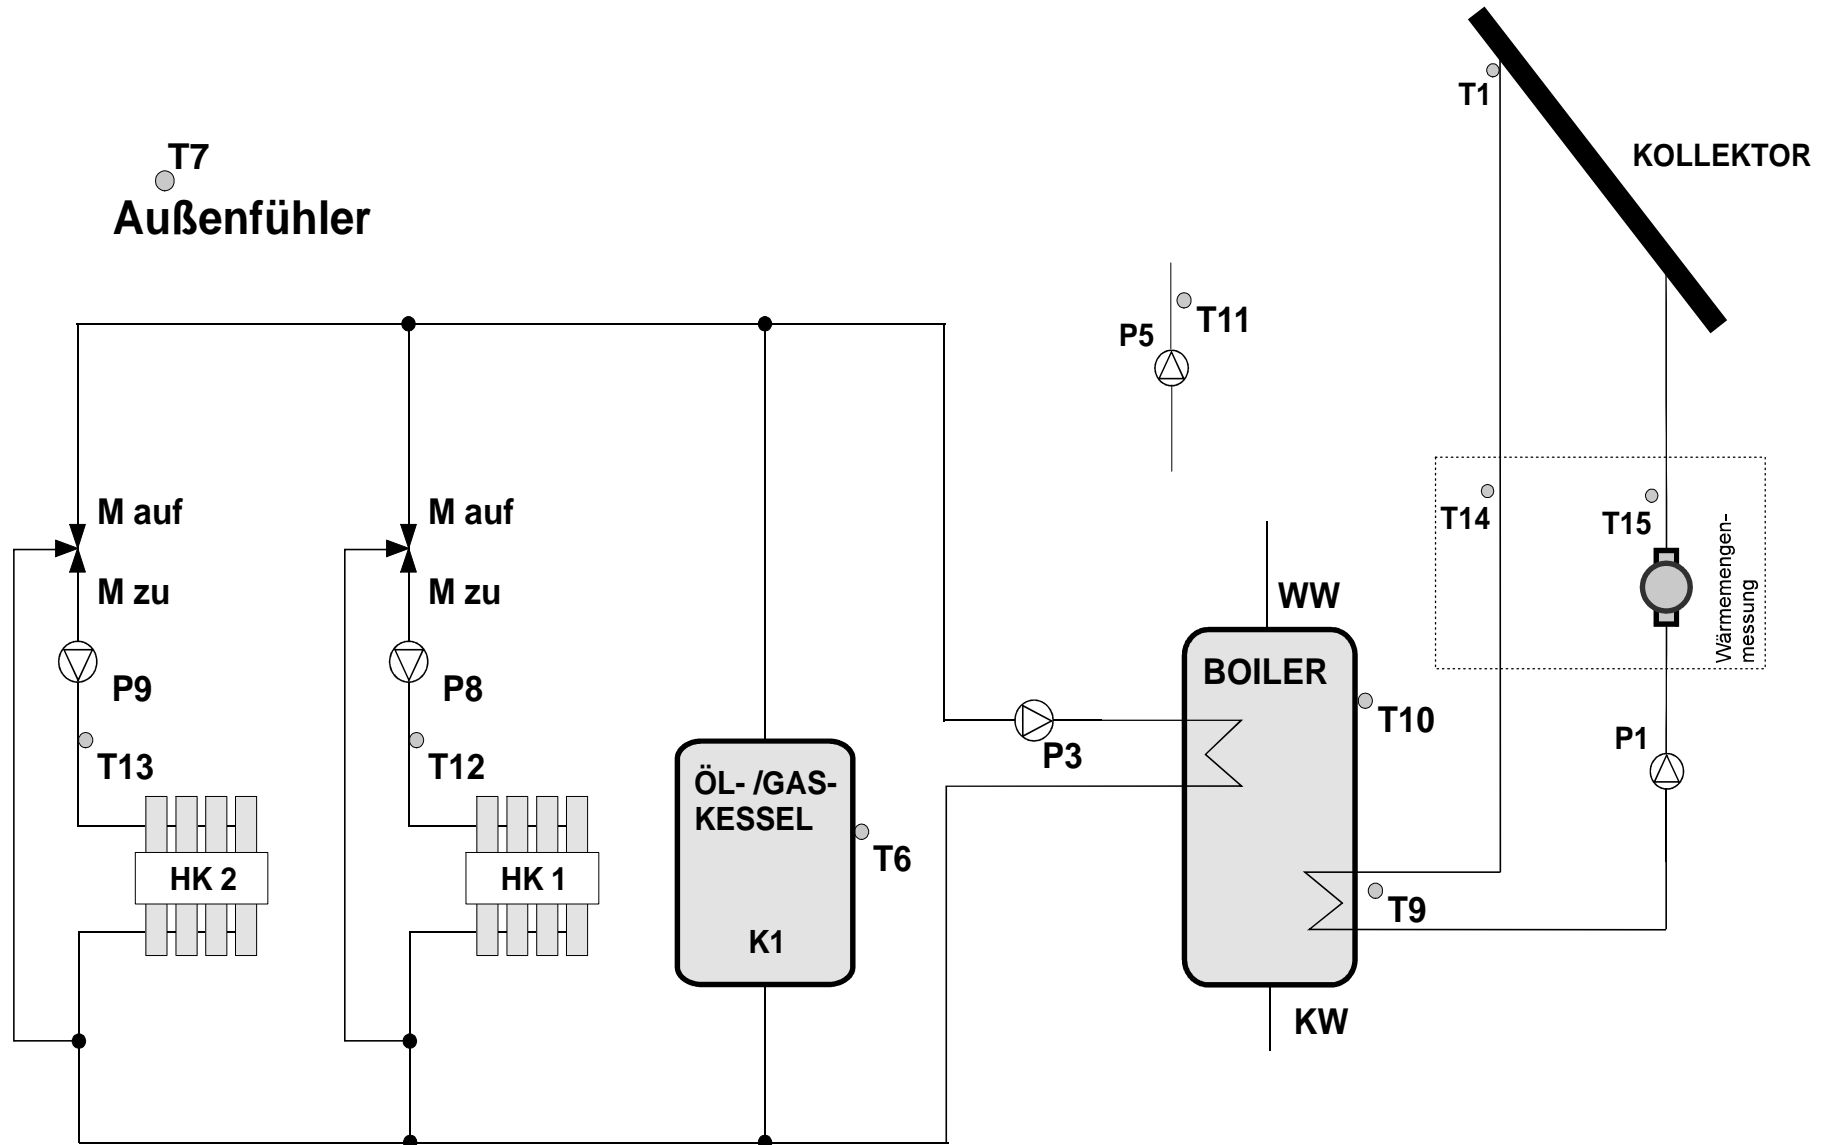 T1
KOLLEKTOR
T7
Außenfühler
T11
P5
M auf
M auf
T14
T15
Wärmemengen-
messung
M zu
M zu
WW
P9
P8
BOILER
T10
P3
P1
T13
T12
ÖL- /GAS-
KESSEL
T6
HK 2
HK 1
T9
K1
KW